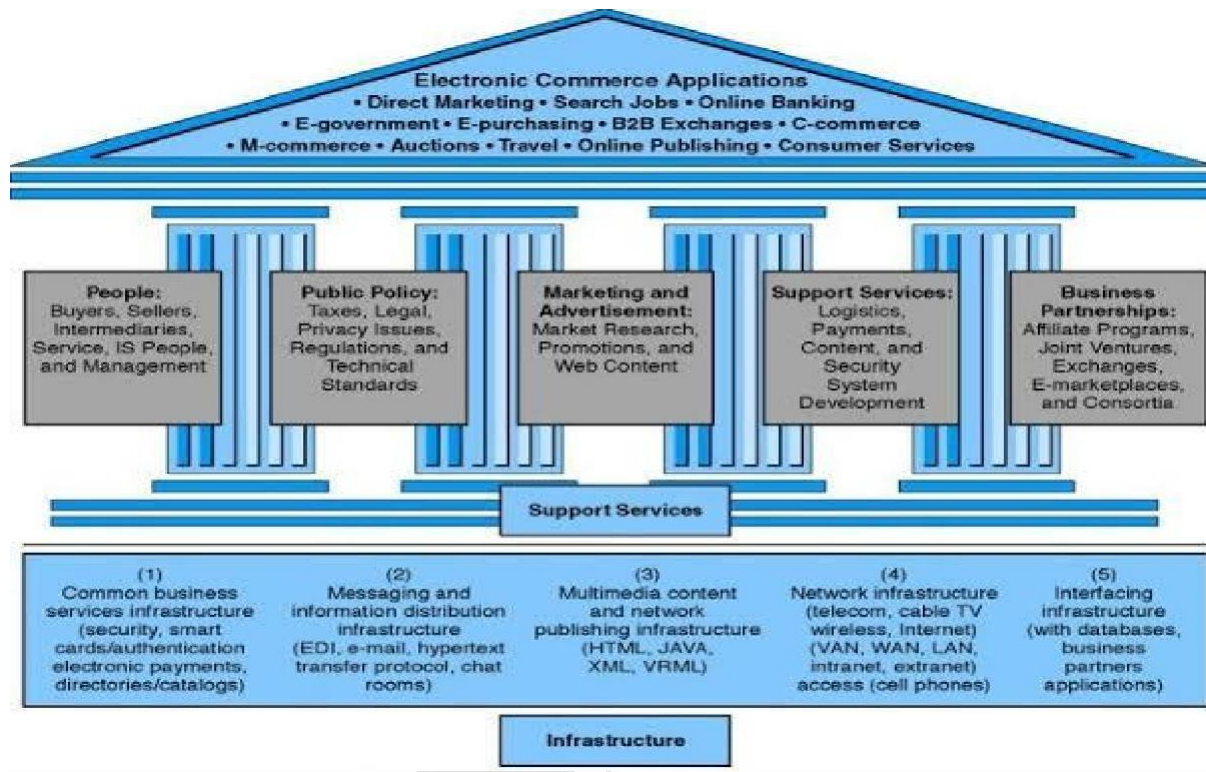 Electronic Commerce Applications
• Direct Marketing • Search Jobs • Online Banking
• E-government • E-purchasing • B2B Exchanges • C-commerce
• M-commerce • Auctions • Travel • Online Publishing • Consumer Services
People:
Buyers, Sellers,
Intermediaries,
Service, IS People,
and Management
Public Policy:
Taxes, Legal,
Privacy Issues,
Regulations, and
Technical
Standards
Marketing and
Advertisement:
Market Research,
Promotions, and
Web Content
Support Services:
Logistics,
Payments,
Content, and
Security
System
Development
Business
Partnerships:
Affiliate Programs,
Joint Ventures,
Exchanges,
E-marketplaces,
and Consortia
Support Services
(1)
Common business
services infrastructure
(security, smart
cards/authentication
electronic payments,
directories/catalogs)
(2)
Messaging and
information distribution
infrastructure
(EDI, e-mail, hypertext
transfer protocol, chat
rooms)
(3)
Multimedia content
and network
publishing infrastructure
(HTML, JAVA,
XML, VRML)
(4)
Network infrastructure
(telecom, cable TV
wireless, Internet)
(VAN, WAN, LAN,
intranet, extranet)
access (cell phones)
(5)
Interfacing
infrastructure
(with databases,
business
partners
applications)
Infrastructure